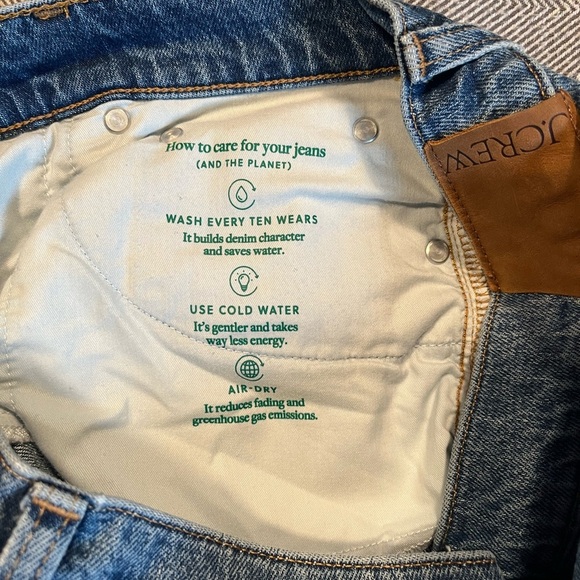 How to care for your jeans
(AND THE PLANET)
WASH EVERY TEN WEARS
It builds denim character
and saves water.
USE COLD WATER
It's gentler and takes
way less energy.
AIR-DRY
It reduces fading and
greenhouse gas emissions.
J.CREW